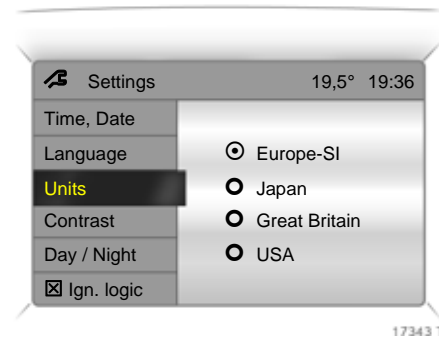 Settings 19,5° 19:36
Time, Date
Language
Units
Contrast
Day / Night
Ign. logic
Europe-SI
Japan
Great Britain
USA
17343 T